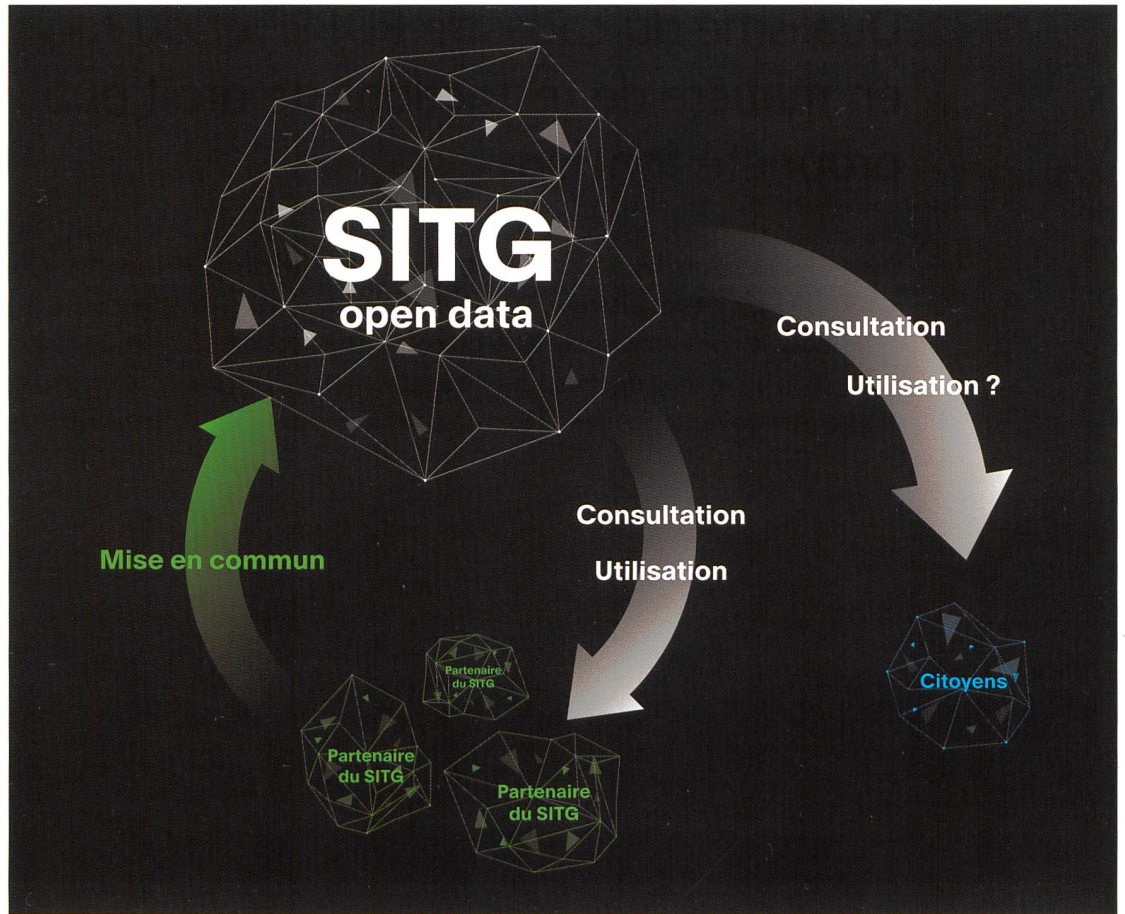 SITG
open data
Consultation
Utilisation ?
Consultation
Utilisation
Mise en commun
Partenaire
du SITG
Partenaire
du SITG
Partenaire
du SITG
Citoyens